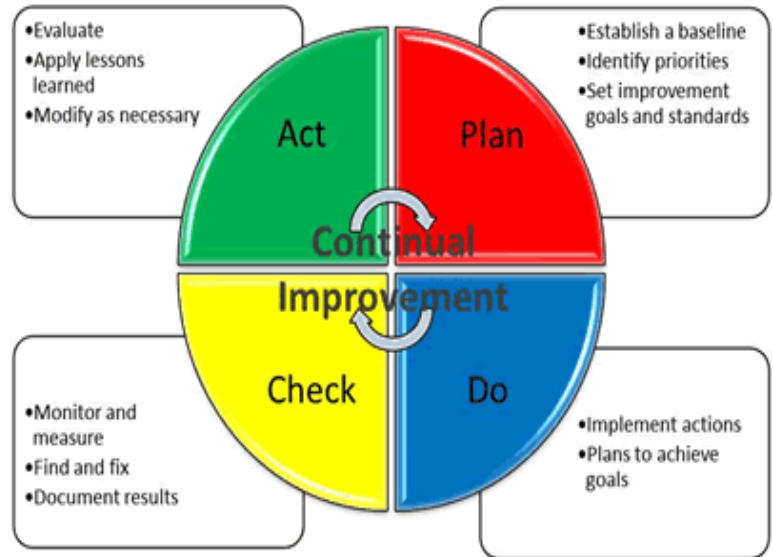 •Evaluate
•Apply lessons
learned
•Modify as necessary
•Establish a baseline
•Identify priorities
•Set improvement
goals and standards
Act
Plan
Continual
Improvement
Check
Do
•Monitor and
measure
•Find and fix
•Document results
•Implement actions
•Plans to achieve
goals